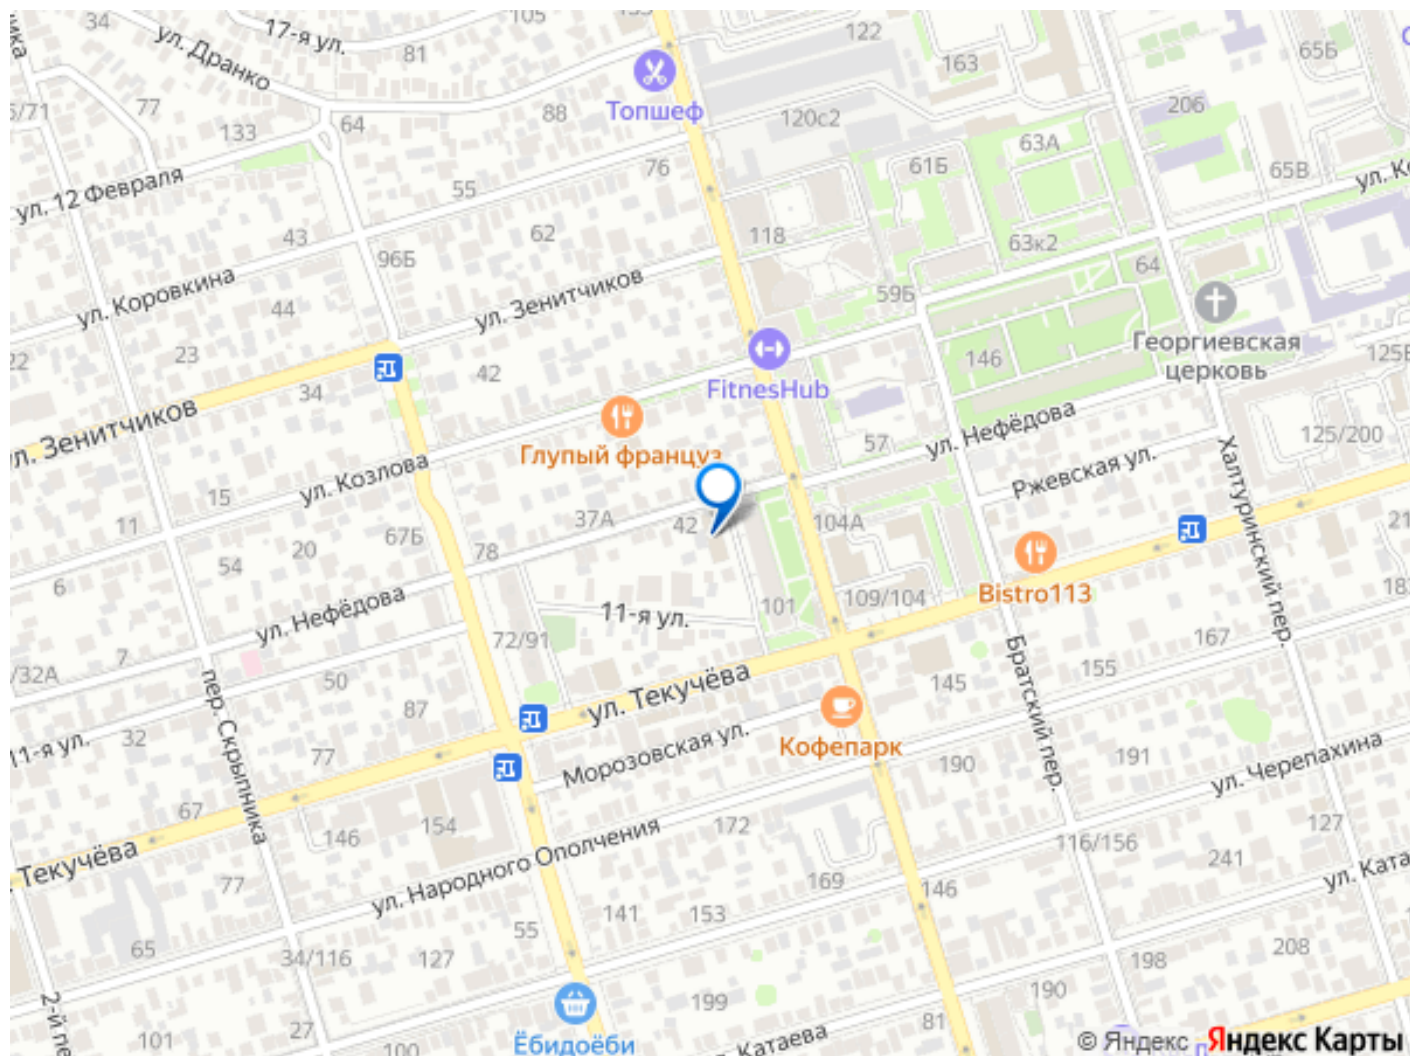 34
17-я ул.
105
122
ул. Дранко
81
163
65Б
Топшеф
77
88
206
133
64
120с2
63А
61Б
65В
76
ул. 12 Февраля
55
43
62
118
63к2
96Б
64
59Б
ул. Коровкина
44
ул. Зенитчиков
22
23
42
FitnesHub
146
Георгиевская
церковь
34
Зенитчиков
Глупый француз
57
ул. Нефёдова
125/200
ул. Козлова
15
Ржевская ул.
11
37А
42
104А
67Б
20
78
54
6
Bistro113
Халтуринский пер.
ул. Нефёдова
11-я ул.
101
109/104
72/91
167
7
/32А
50
155
145
Братский пер.
87
ул. Текучёва
11-я ул.
32
77
Кофепарк
Морозовская ул.
190
191
ул. Черепахина
пер. Скрыпника
67
146
154
172
127
116/156
Текучёва
ул. Народного Ополчения
241
77
169
146
141
153
55
65
34/116
127
208
198
199
190
27
81
101
100
Ёбидоёби
Катаева
© Яндекс Яндекс Карты